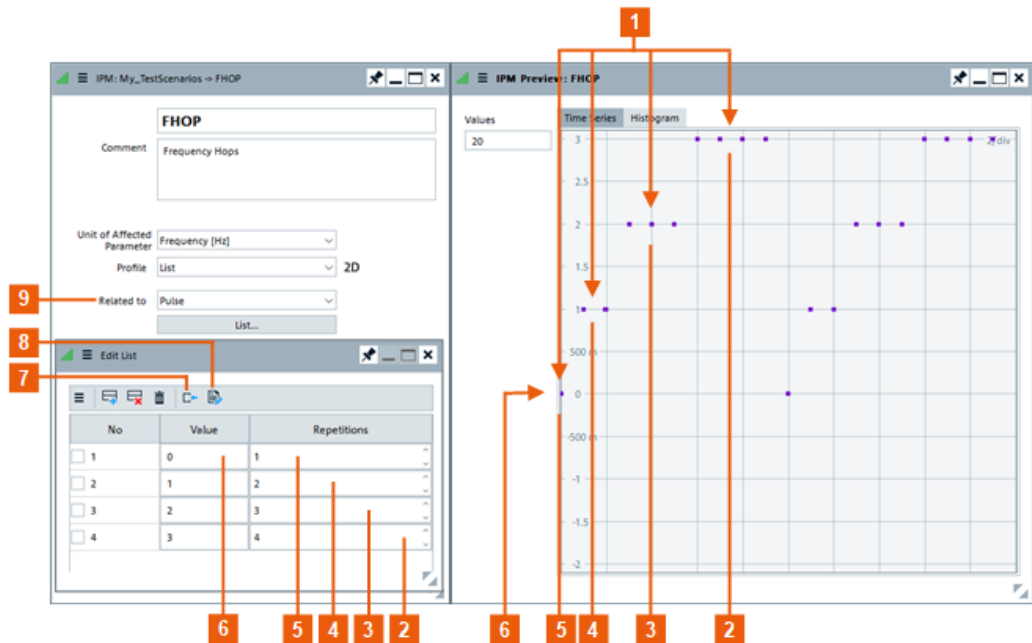 1
IPM: My_TestScenarios -> FHOP
FHOP
Comment
Frequency Hops
Unit of Affected
Parameter
Frequency [Hz]
Profile
List
2D
9
Related to
Pulse
List...
8
Edit List
7
No
Value
Repetitions
1
0
1
2
1
2
3
2
3
4
3
4
6
5
4
3
2
IPM Preview: FHOP
Values
20
Time Series
Histogram
3
2/div
2.5
2
1.5
1
500 m
0
-500 m
-1
-1.5
-2
6
6
5
4
3
2